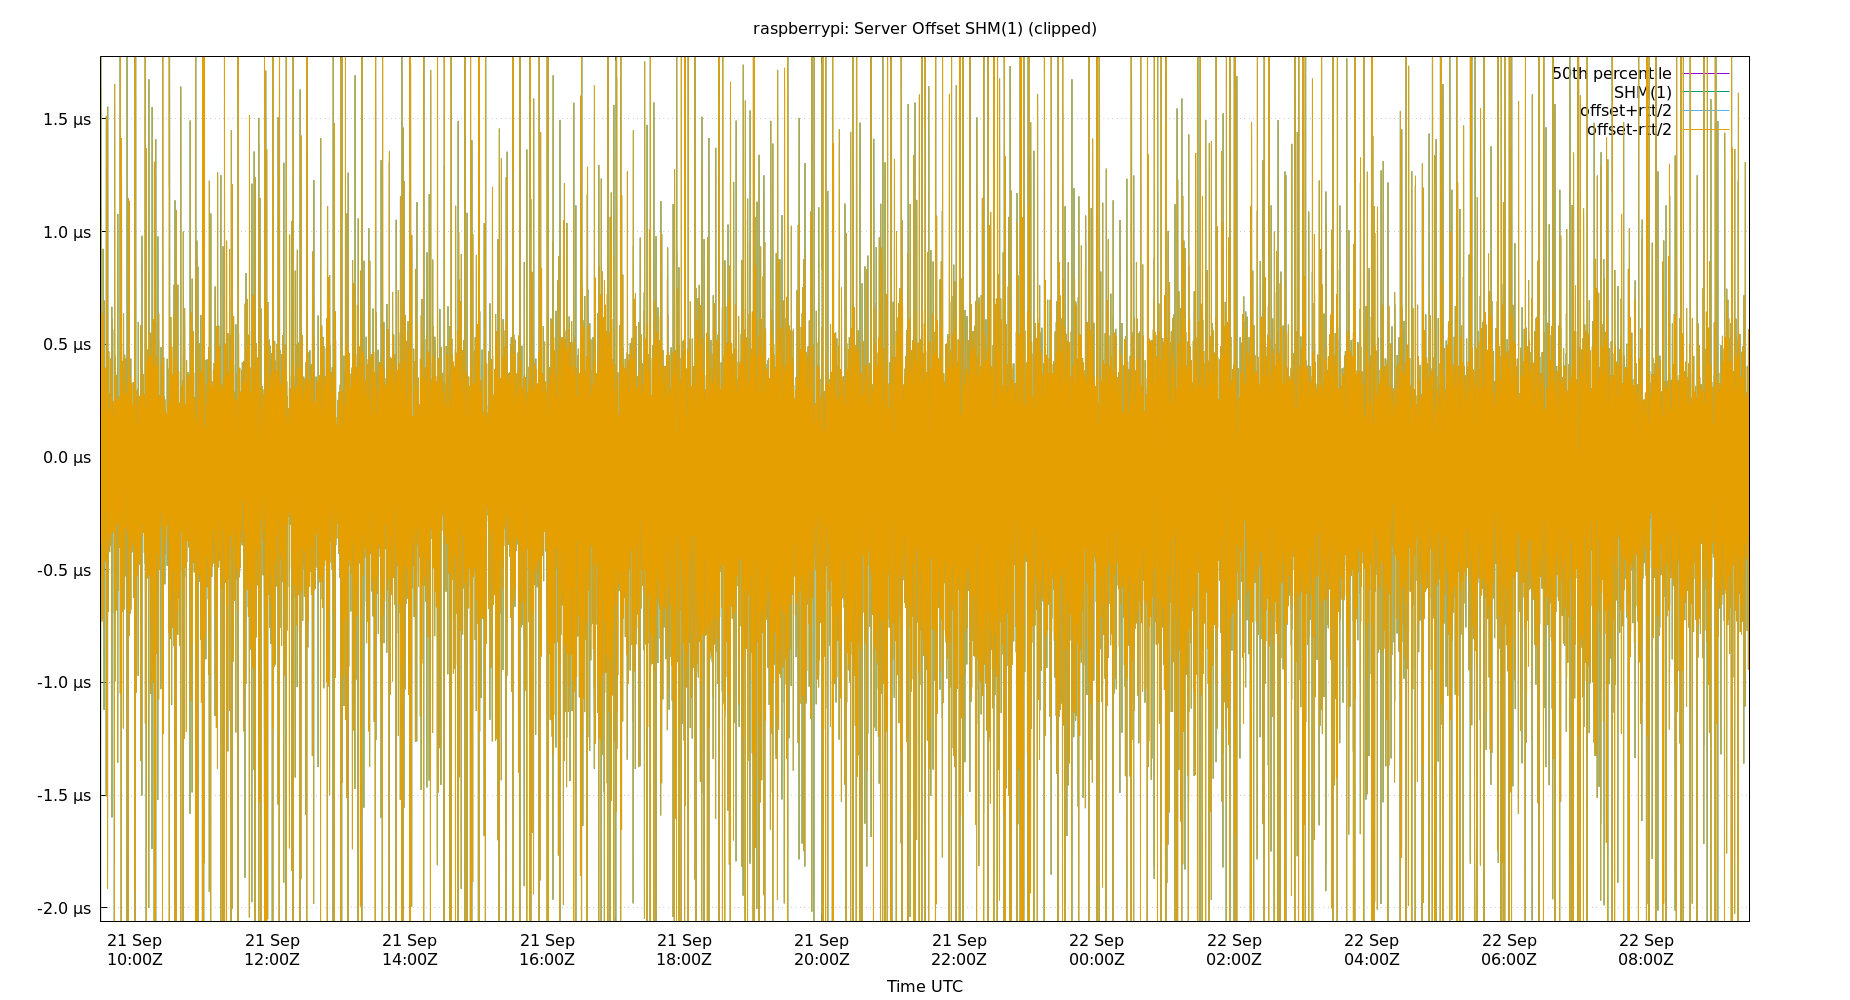 raspberrypi: Server Offset SHM(1) (clipped)
50th percentile
SHM(1)
offset+rtt/2
offset-rtt/2
1.5 µs
1.0 µs
0.5 µs
0.0 µs
-0.5 µs
-1.0 µs
-1.5 µs
-2.0 µs
21 Sep 21 Sep 21 Sep 21 Sep 21 Sep 21 Sep 21 Sep 22 Sep 22 Sep 22 Sep 22 Sep 22 Sep
10:00Z 12:00Z 14:00Z 16:00Z 18:00Z 20:00Z 22:00Z 00:00Z 02:00Z 04:00Z 06:00Z 08:00Z
Time UTC